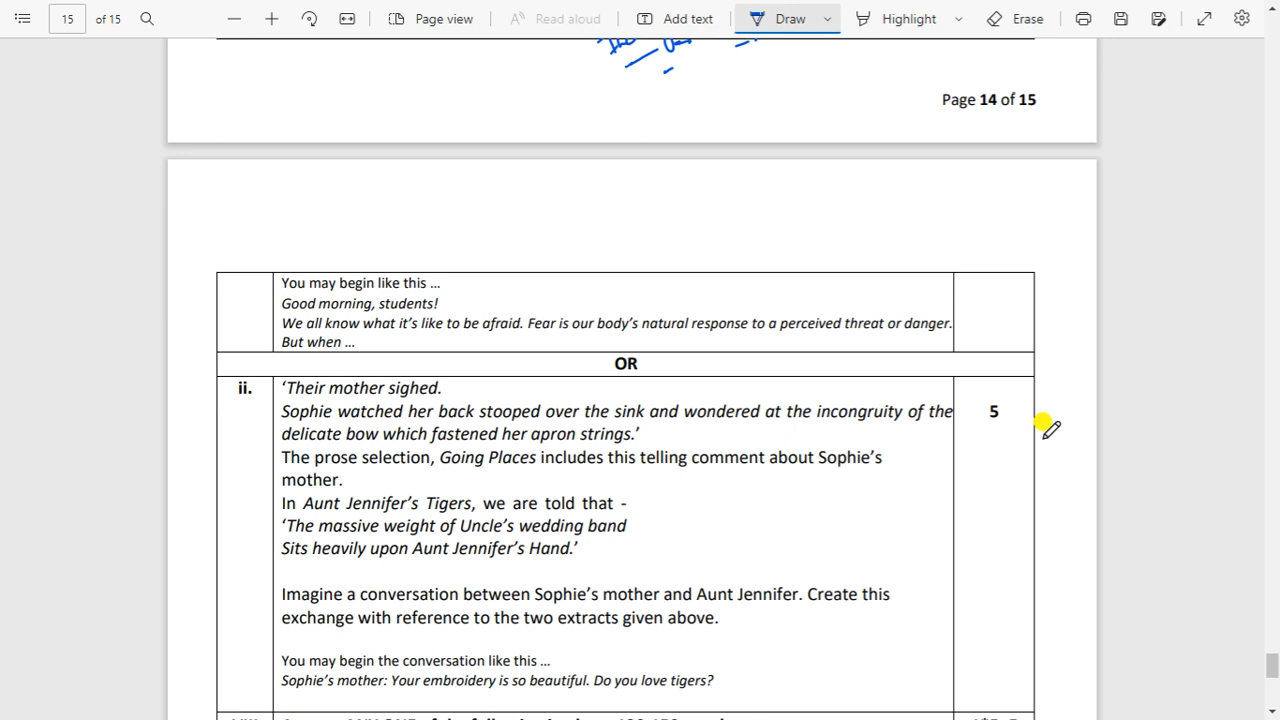 15 of 15 Page view Read aloud Add text Draw Highlight Erase
Page 14 of 15
You may begin like this …
Good morning, students!
We all know what it’s like to be afraid. Fear is our body’s natural response to a perceived threat or danger.
But when …
OR
ii. ‘Their mother sighed.
Sophie watched her back stooped over the sink and wondered at the incongruity of the 5
delicate bow which fastened her apron strings.’
The prose selection, Going Places includes this telling comment about Sophie’s
mother.
In Aunt Jennifer’s Tigers, we are told that -
‘The massive weight of Uncle’s wedding band
Sits heavily upon Aunt Jennifer’s Hand.’
Imagine a conversation between Sophie’s mother and Aunt Jennifer. Create this
exchange with reference to the two extracts given above.
You may begin the conversation like this …
Sophie’s mother: Your embroidery is so beautiful. Do you love tigers?